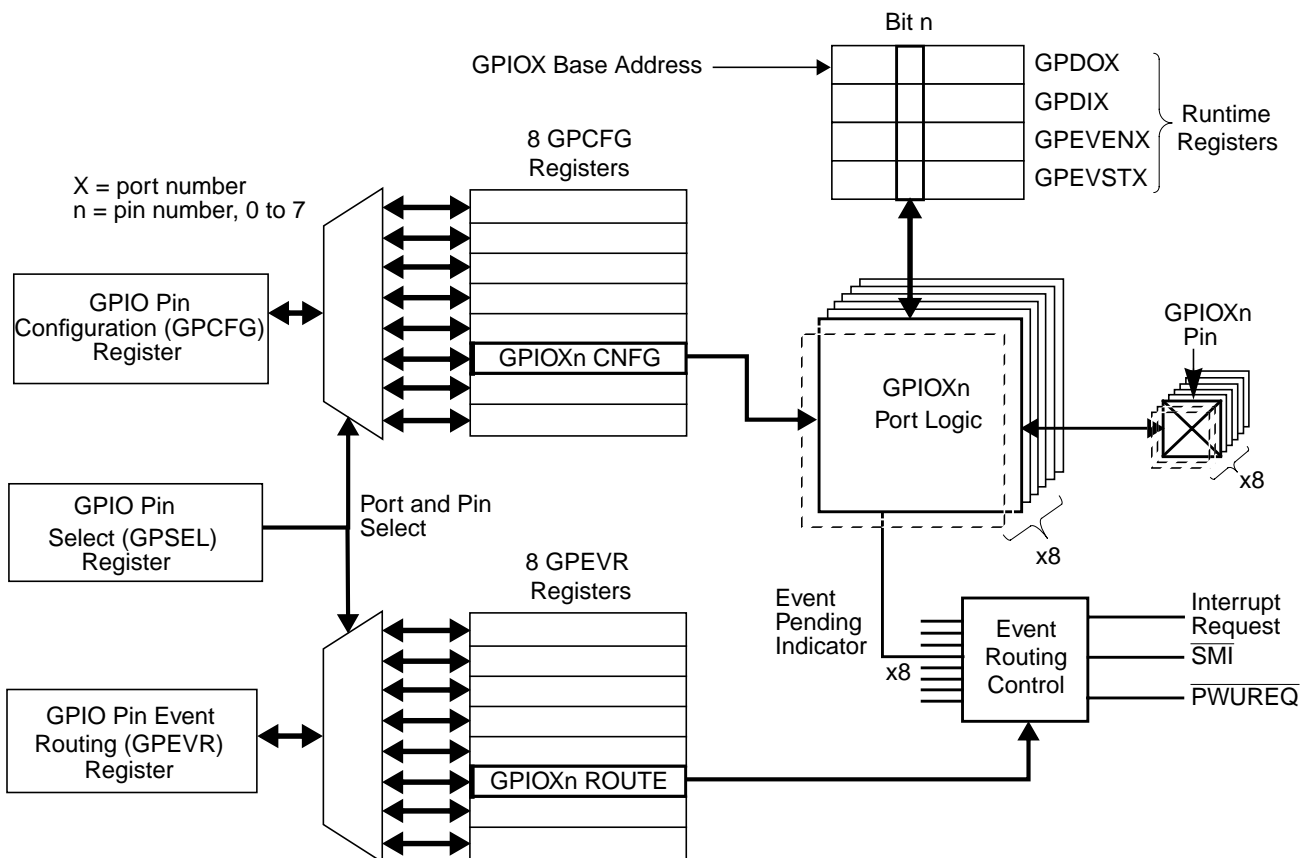 Bit n
GPIOX Base Address
GPDOX
GPDIX
GPEVENX
GPEVSTX
Runtime
Registers
8 GPCFG
Registers
X = port number
n = pin number, 0 to 7
GPIO Pin
Configuration (GPCFG)
Register
GPIOXn CNFG
GPIOXn
Port Logic
GPIOXn
Pin
x8
x8
GPIO Pin
Select (GPSEL)
Register
Port and Pin
Select
8 GPEVR
Registers
Event
Pending
Indicator
x8
Event
Routing
Control
Interrupt
Request
SMI
PWUREQ
GPIO Pin Event
Routing (GPEVR)
Register
GPIOXn ROUTE